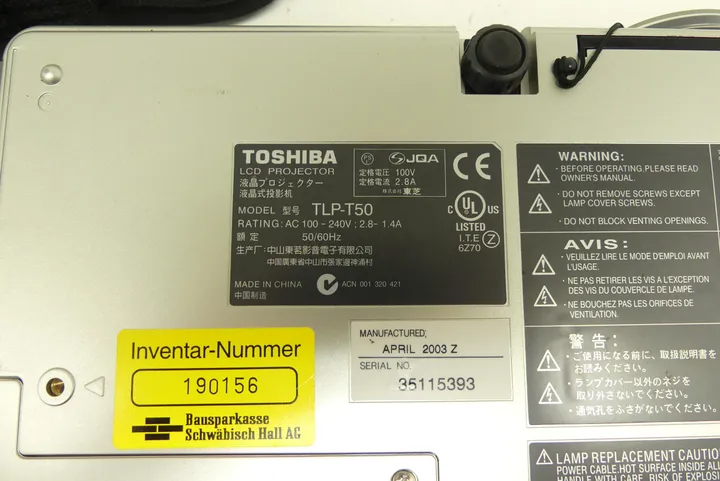 TOSHIBA
LCD PROJECTOR
液晶プロジェクター
液晶式投影机
MODEL 型号 TLP-T50
RATING: AC 100 - 240V; 2.8- 1.4A
額定 50/60Hz
生产厂: 中山東茗影音電子有限公司
中国廣東省中山市張家邊神涌村
MADE IN CHINA
中国制造
ACN 001 320 421
JQA
定格電圧 100V
定格電流 2.8A
株式会社 東芝
CE
C UL US
LISTED
I.T.E
6Z70
Z
MANUFACTURED;
APRIL 2003 Z
SERIAL NO.
35115393
Inventar-Nummer
190156
Bausparkasse
Schwäbisch Hall AG
WARNING:
· BEFORE OPERATING,PLEASE READ
OWNER'S MANUAL.
· DO NOT REMOVE SCREWS EXCEPT
LAMP COVER SCREWS.
· DO NOT BLOCK VENTING OPENINGS.
AVIS:
· VEUILLEZ LIRE LE MODE D'EMPLOI AVANT
L'USAGE.
· NE PAS RETIRER LES VIS A L'EXCEPTION
DES VIS DU COUVERCLE DE LAMPE.
· NE BOUCHEZ PAS LES ORIFICES DE
VENTILATION.
警告:
・ご使用になる前に、取扱説明書を
お読みください。
・ランプカバー以外のネジを
取り外さないでください。
・通気孔をふさがないでください。
LAMP REPLACEMENT CAUTION
POWER CABLE.HOT SURFACE INSIDE
HANDLE WITH CARE, RISK OF